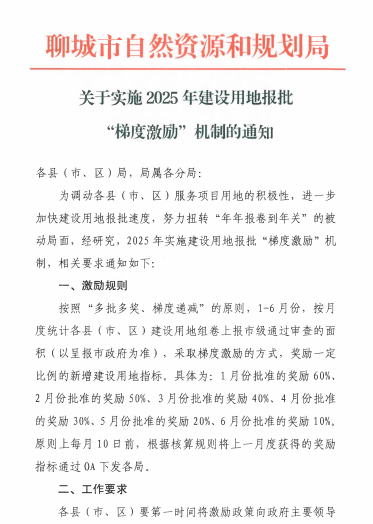 聊城市自然资源和规划局
关于实施 2025 年建设用地报批
“梯度激励”机制的通知
各县（市、区）局，局属各分局：
为调动各县（市、区）服务项目用地的积极性，进一步
加快建设用地报批速度，努力扭转“年年报卷到年关”的被
动局面，经研究，2025 年实施建设用地报批“梯度激励”机
制，相关要求通知如下：
一、激励规则
按照“多批多奖、梯度递减”的原则，1-6 月份，按月
度统计各县（市、区）建设用地组卷上报市级通过审查的面
积（以呈报市政府为准），采取梯度激励的方式，奖励一定
比例的新增建设用地指标。具体为：1 月份批准的奖励 60%、
2 月份批准的奖励 50%、3 月份批准的奖励 40%、4 月份批准
的奖励 30%、5 月份批准的奖励 20%、6 月份批准的奖励 10%。
原则上每月 10 日前，根据核算规则将上一月度获得的奖励
指标通过 OA 下发各局。
二、工作要求
各县（市、区）要第一时间将激励政策向政府主要领导